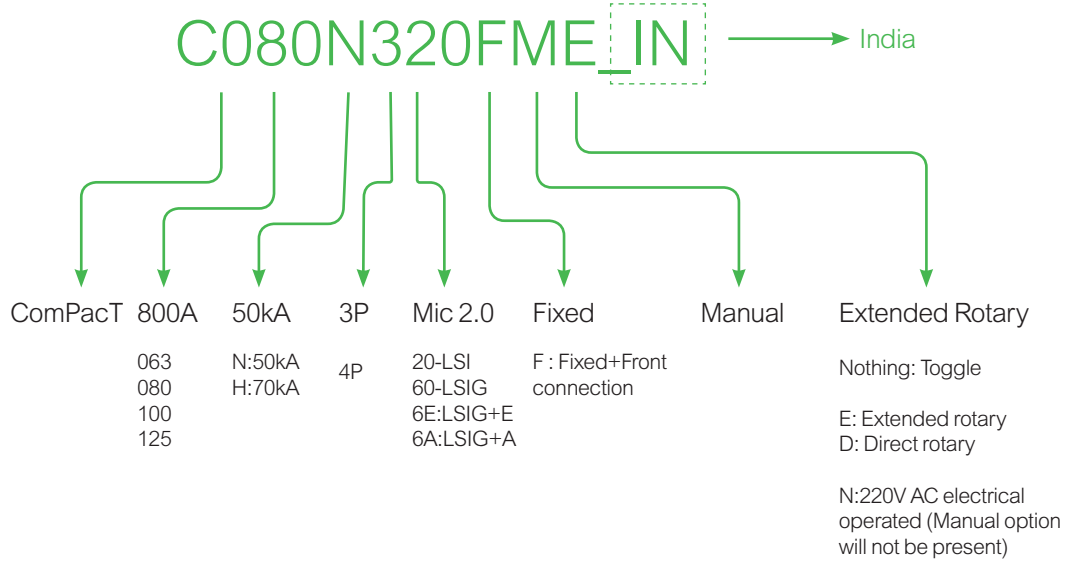 C080N320FME_IN
India
ComPacT
800A
063
080
100
125
50kA
N:50kA
H:70kA
3P
4P
Mic 2.0
20-LSI
60-LSIG
6E:LSIG+E
6A:LSIG+A
Fixed
F : Fixed+Front
connection
Manual
Extended Rotary
Nothing: Toggle
E: Extended rotary
D: Direct rotary
N:220V AC electrical
operated (Manual option
will not be present)